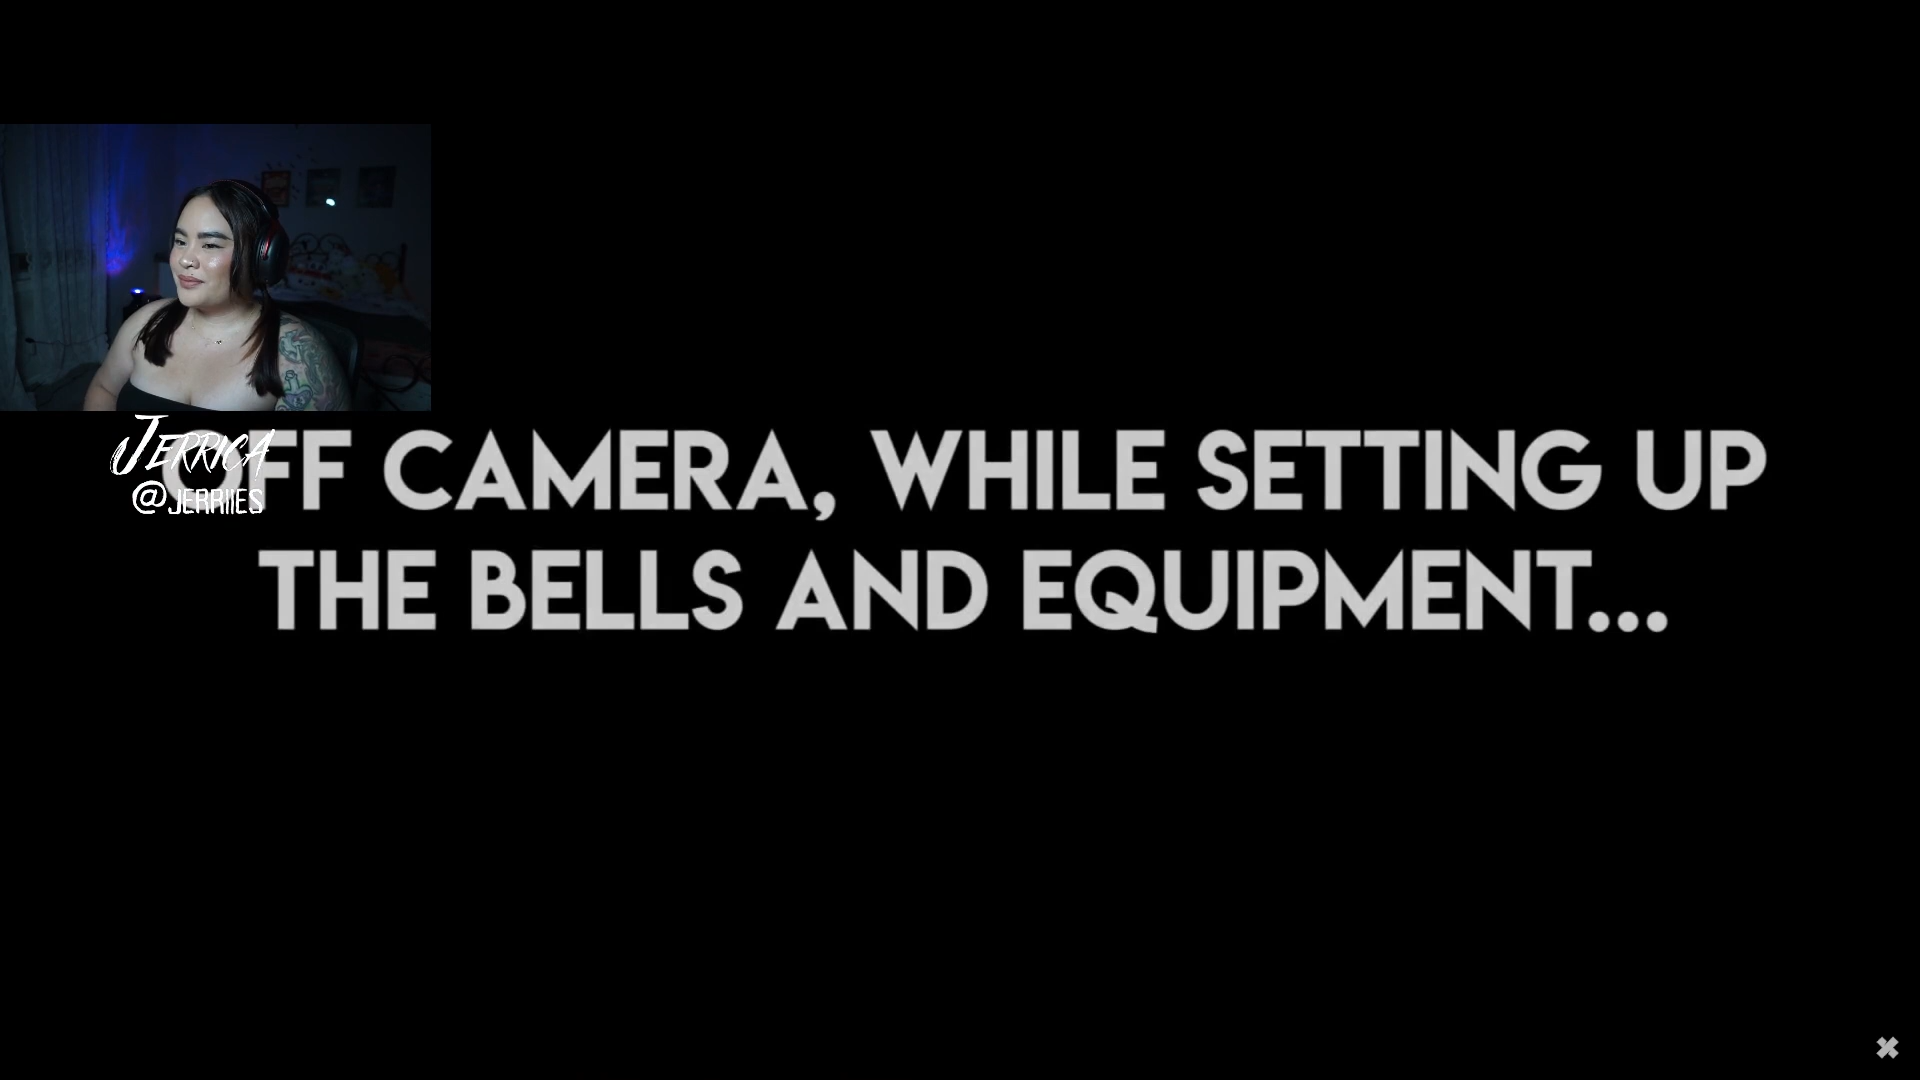 Jerrica
@jerriies
OFF CAMERA, WHILE SETTING UP
THE BELLS AND EQUIPMENT...